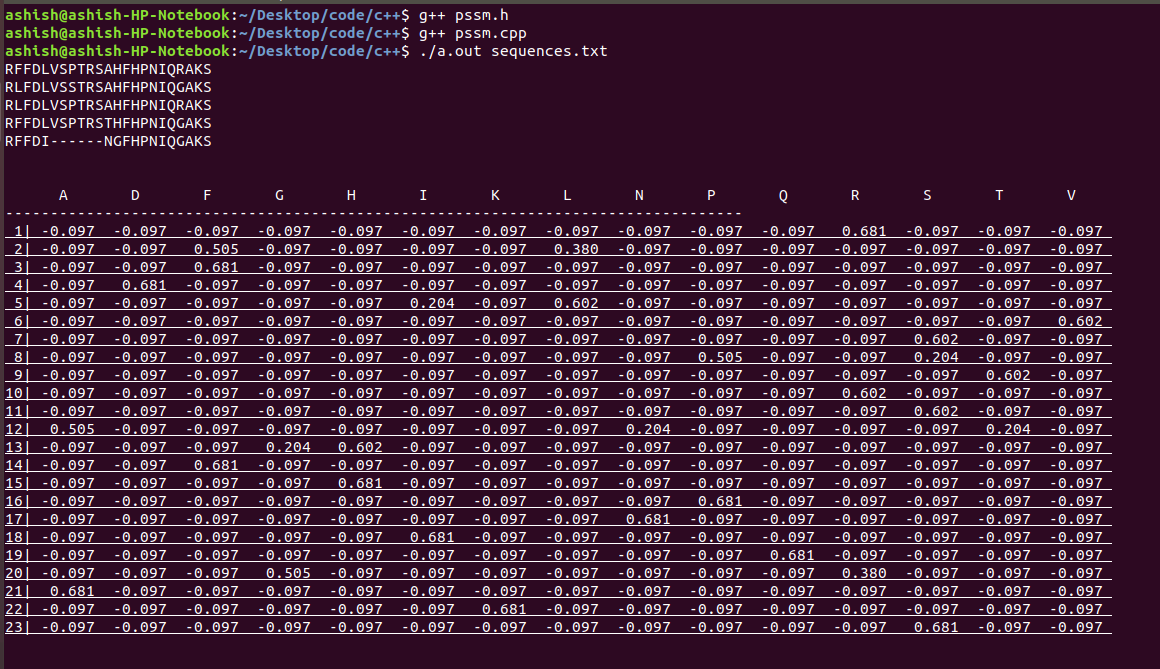 ashish@ashish-HP-Notebook:~/Desktop/code/c++$ g++ pssm.h
ashish@ashish-HP-Notebook:~/Desktop/code/c++$ g++ pssm.cpp
ashish@ashish-HP-Notebook:~/Desktop/code/c++$ ./a.out sequences.txt
RFFDLVSPTRSAHFHPNIQRAKS
RLFDLVSSTRSAHFHPNIQGAKS
RLFDLVSPTRSAHFHPNIQRAKS
RFFDLVSPTRSTHFHPNIQGAKS
RFFDI------NGFHPNIQGAKS
A D F G H I K L N P Q R S T V
----------------------------------------------------------------------------------
1| -0.097 -0.097 -0.097 -0.097 -0.097 -0.097 -0.097 -0.097 -0.097 -0.097 -0.097 0.681 -0.097 -0.097 -0.097
2| -0.097 -0.097 0.505 -0.097 -0.097 -0.097 -0.097 0.380 -0.097 -0.097 -0.097 -0.097 -0.097 -0.097 -0.097
3| -0.097 -0.097 0.681 -0.097 -0.097 -0.097 -0.097 -0.097 -0.097 -0.097 -0.097 -0.097 -0.097 -0.097 -0.097
4| -0.097 0.681 -0.097 -0.097 -0.097 -0.097 -0.097 -0.097 -0.097 -0.097 -0.097 -0.097 -0.097 -0.097 -0.097
5| -0.097 -0.097 -0.097 -0.097 -0.097 0.204 -0.097 0.602 -0.097 -0.097 -0.097 -0.097 -0.097 -0.097 -0.097
6| -0.097 -0.097 -0.097 -0.097 -0.097 -0.097 -0.097 -0.097 -0.097 -0.097 -0.097 -0.097 -0.097 -0.097 0.602
7| -0.097 -0.097 -0.097 -0.097 -0.097 -0.097 -0.097 -0.097 -0.097 -0.097 -0.097 -0.097 0.602 -0.097 -0.097
8| -0.097 -0.097 -0.097 -0.097 -0.097 -0.097 -0.097 -0.097 -0.097 0.505 -0.097 -0.097 0.204 -0.097 -0.097
9| -0.097 -0.097 -0.097 -0.097 -0.097 -0.097 -0.097 -0.097 -0.097 -0.097 -0.097 -0.097 -0.097 0.602 -0.097
10| -0.097 -0.097 -0.097 -0.097 -0.097 -0.097 -0.097 -0.097 -0.097 -0.097 -0.097 0.602 -0.097 -0.097 -0.097
11| -0.097 -0.097 -0.097 -0.097 -0.097 -0.097 -0.097 -0.097 -0.097 -0.097 -0.097 -0.097 0.602 -0.097 -0.097
12| 0.505 -0.097 -0.097 -0.097 -0.097 -0.097 -0.097 -0.097 0.204 -0.097 -0.097 -0.097 -0.097 0.204 -0.097
13| -0.097 -0.097 -0.097 0.204 0.602 -0.097 -0.097 -0.097 -0.097 -0.097 -0.097 -0.097 -0.097 -0.097 -0.097
14| -0.097 -0.097 0.681 -0.097 -0.097 -0.097 -0.097 -0.097 -0.097 -0.097 -0.097 -0.097 -0.097 -0.097 -0.097
15| -0.097 -0.097 -0.097 -0.097 0.681 -0.097 -0.097 -0.097 -0.097 -0.097 -0.097 -0.097 -0.097 -0.097 -0.097
16| -0.097 -0.097 -0.097 -0.097 -0.097 -0.097 -0.097 -0.097 -0.097 0.681 -0.097 -0.097 -0.097 -0.097 -0.097
17| -0.097 -0.097 -0.097 -0.097 -0.097 -0.097 -0.097 -0.097 0.681 -0.097 -0.097 -0.097 -0.097 -0.097 -0.097
18| -0.097 -0.097 -0.097 -0.097 -0.097 0.681 -0.097 -0.097 -0.097 -0.097 -0.097 -0.097 -0.097 -0.097 -0.097
19| -0.097 -0.097 -0.097 -0.097 -0.097 -0.097 -0.097 -0.097 -0.097 -0.097 0.681 -0.097 -0.097 -0.097 -0.097
20| -0.097 -0.097 -0.097 0.505 -0.097 -0.097 -0.097 -0.097 -0.097 -0.097 -0.097 0.380 -0.097 -0.097 -0.097
21| 0.681 -0.097 -0.097 -0.097 -0.097 -0.097 -0.097 -0.097 -0.097 -0.097 -0.097 -0.097 -0.097 -0.097 -0.097
22| -0.097 -0.097 -0.097 -0.097 -0.097 -0.097 0.681 -0.097 -0.097 -0.097 -0.097 -0.097 -0.097 -0.097 -0.097
23| -0.097 -0.097 -0.097 -0.097 -0.097 -0.097 -0.097 -0.097 -0.097 -0.097 -0.097 -0.097 0.681 -0.097 -0.097